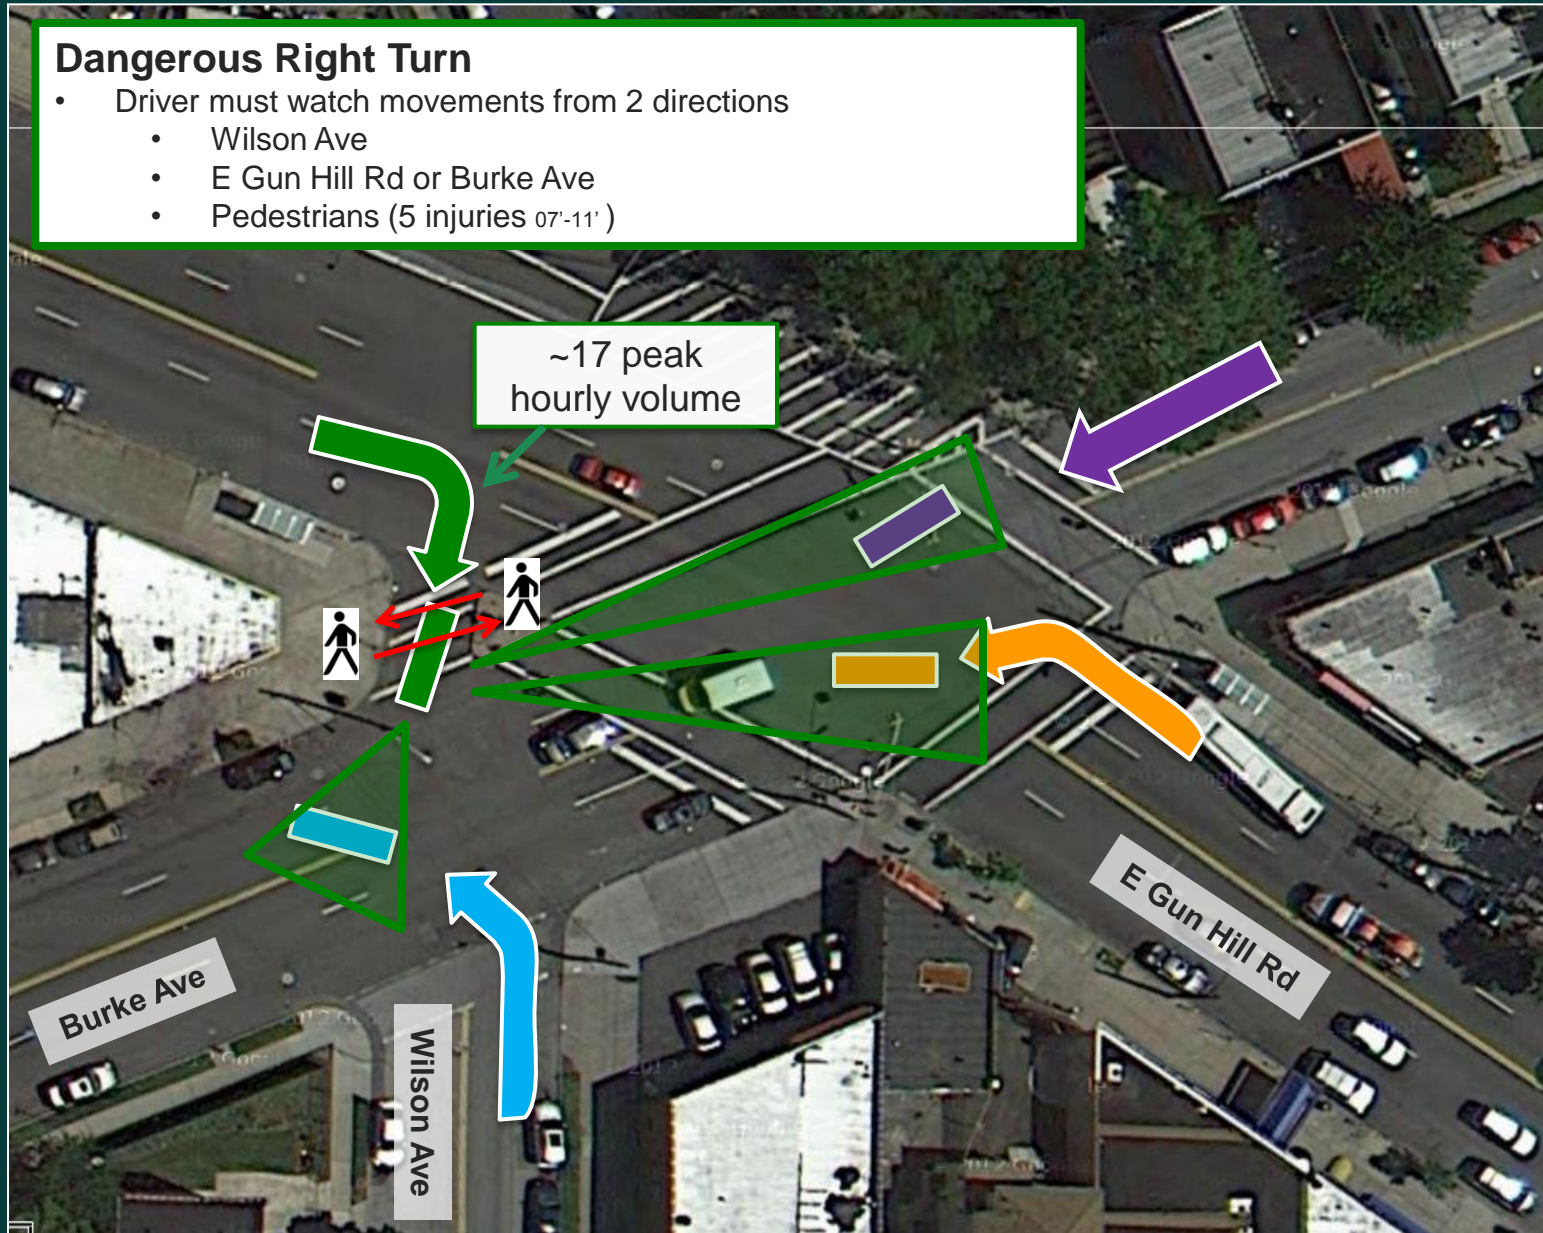 Dangerous Right Turn
• Driver must watch movements from 2 directions
• Wilson Ave
• E Gun Hill Rd or Burke Ave
• Pedestrians (5 injuries 07'-11' )
~17 peak
hourly volume
E Gun Hill Rd
Burke Ave
Wilson Ave